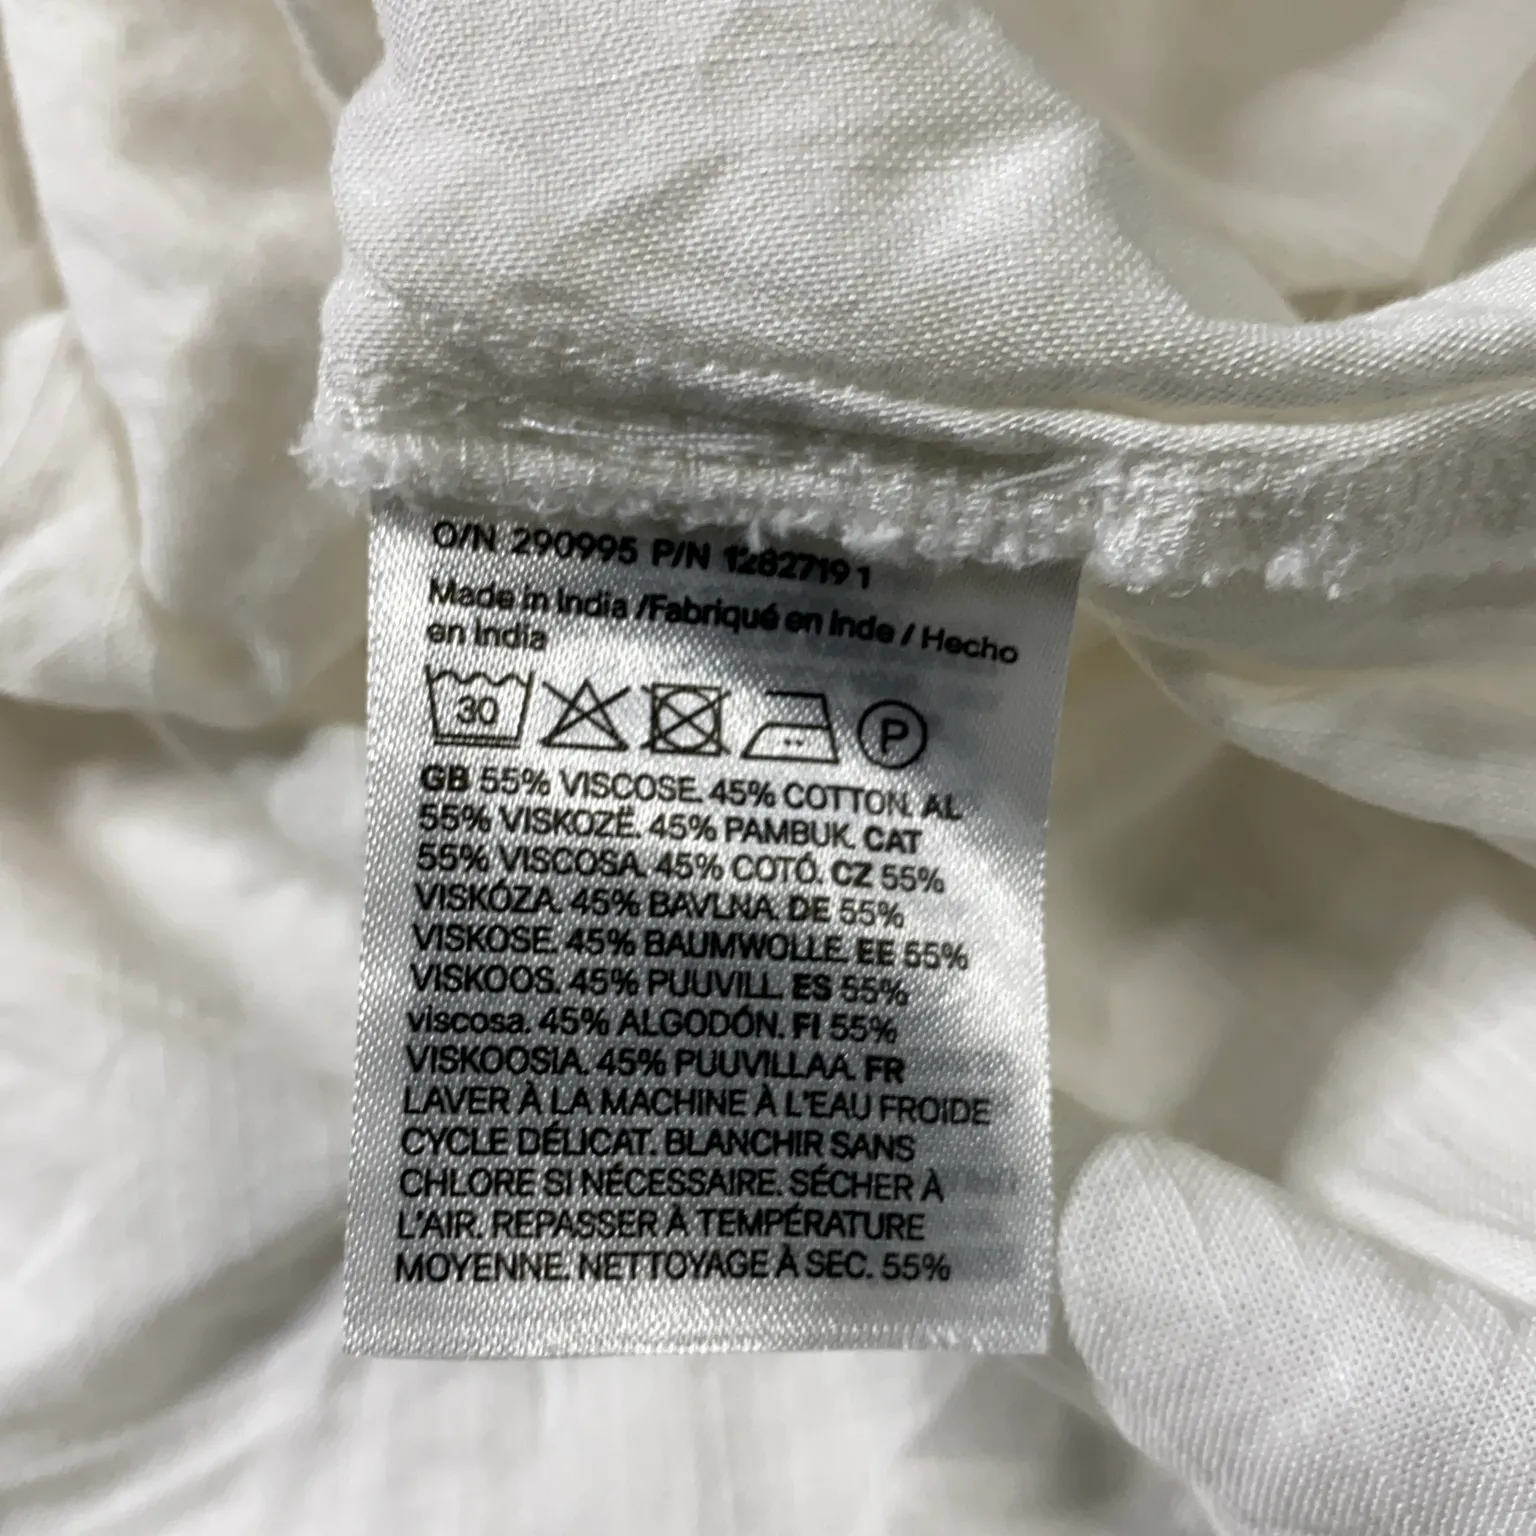 O/N 290995 P/N 12827191
Made in India /Fabriqué en Inde / Hecho
en India
30 P
GB 55% VISCOSE. 45% COTTON. AL
55% VISKOZË. 45% PAMBUK. CAT
55% VISCOSA. 45% COTÓ. CZ 55%
VISKÓZA. 45% BAVLNA. DE 55%
VISKOSE. 45% BAUMWOLLE. EE 55%
VISKOOS. 45% PUUVILL. ES 55%
viscosa. 45% ALGODÓN. FI 55%
VISKOOSIA. 45% PUUVILLAA. FR
LAVER À LA MACHINE À L'EAU FROIDE
CYCLE DÉLICAT. BLANCHIR SANS
CHLORE SI NÉCESSAIRE. SÉCHER À
L'AIR. REPASSER À TEMPÉRATURE
MOYENNE. NETTOYAGE À SEC. 55%